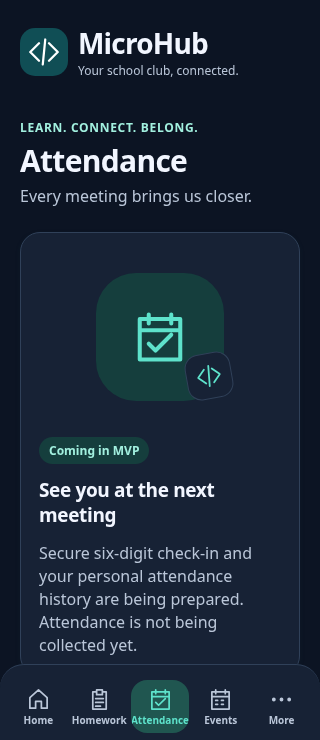 MicroHub
Your school club, connected.
LEARN. CONNECT. BELONG.
Attendance
Every meeting brings us closer.
Coming in MVP
See you at the next
meeting
Secure six-digit check-in and
your personal attendance
history are being prepared.
Attendance is not being
collected yet.
Home Homework Attendance Events More